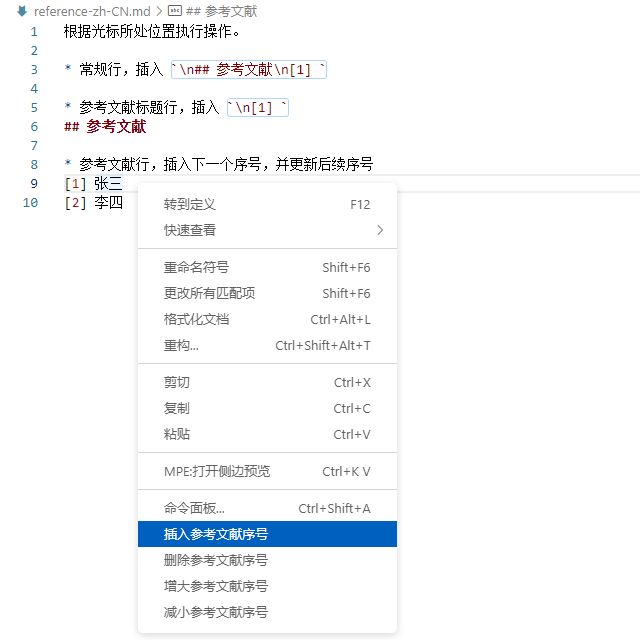 reference-zh-CN.md > ## 参考文献
1 根据光标所处位置执行操作。
2
3 * 常规行，插入 `\n## 参考文献\n[1] `
4
5 * 参考文献标题行，插入 `\n[1] `
6 ## 参考文献
7
8 * 参考文献行，插入下一个序号，并更新后续序号
9 [1] 张三
10 [2] 李四
转到定义 F12
快速查看
重命名符号 Shift+F6
更改所有匹配项 Shift+F6
格式化文档 Ctrl+Alt+L
重构... Ctrl+Shift+Alt+T
剪切 Ctrl+X
复制 Ctrl+C
粘贴 Ctrl+V
MPE:打开侧边预览 Ctrl+K V
命令面板... Ctrl+Shift+A
插入参考文献序号
删除参考文献序号
增大参考文献序号
减小参考文献序号